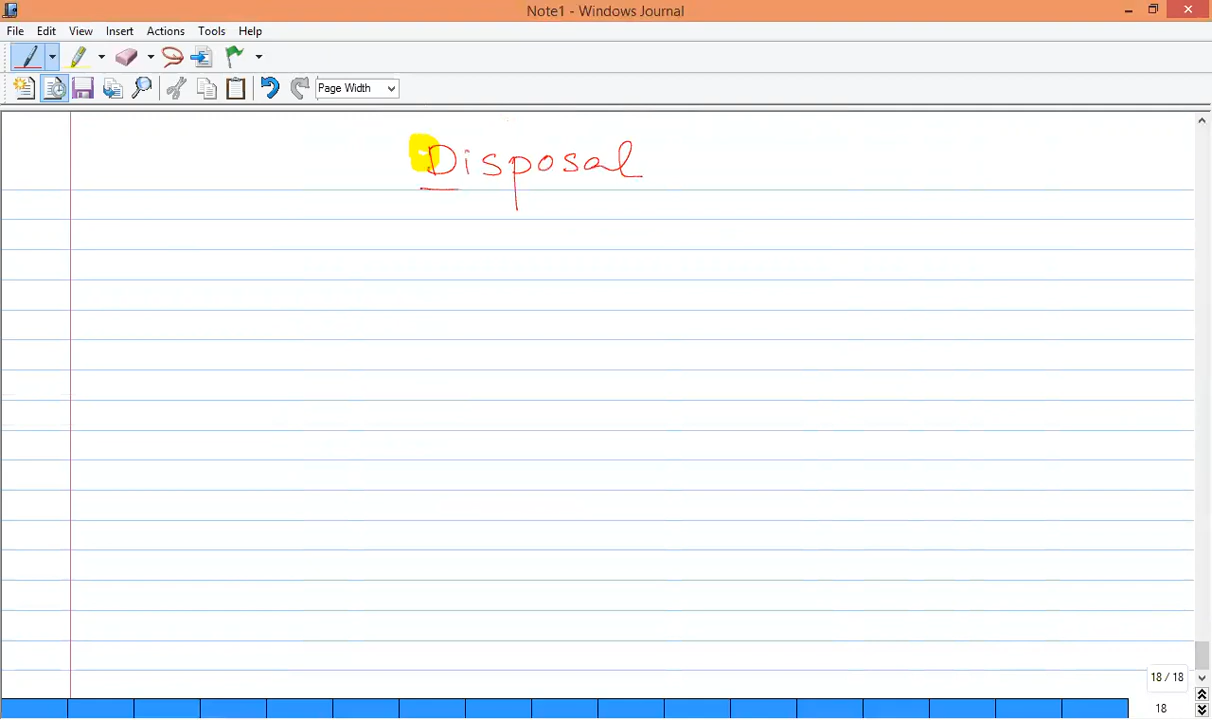 Note1 - Windows Journal
File Edit View Insert Actions Tools Help
Page Width
Disposal
18 / 18
18